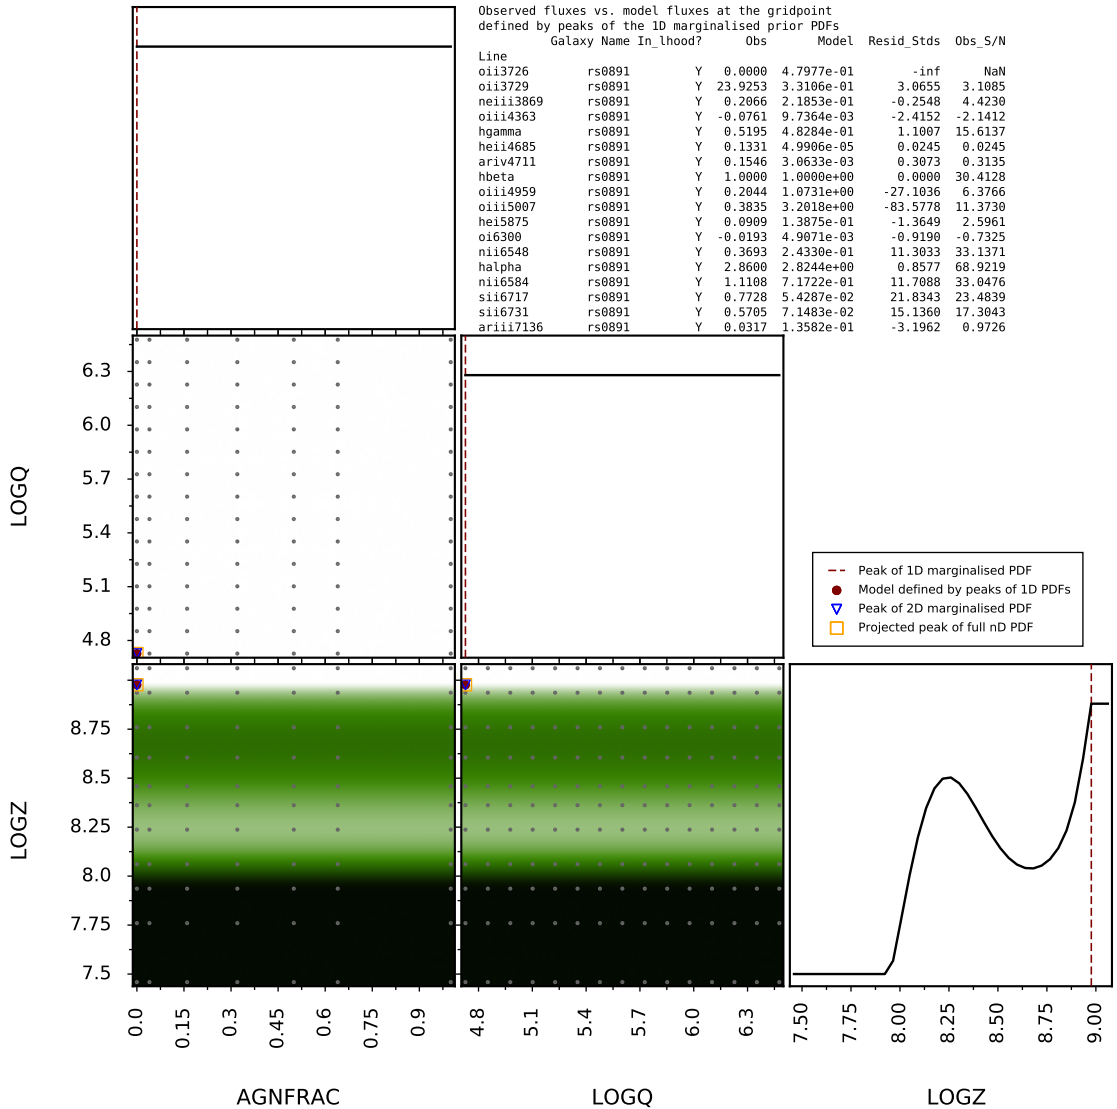 Observed fluxes vs. model fluxes at the gridpoint
defined by peaks of the 1D marginalised prior PDFs
Galaxy Name In_lhood? Obs Model Resid_Stds Obs_S/N
Line
oii3726 rs0891 Y 0.0000 4.7977e-01 -inf NaN
oii3729 rs0891 Y 23.9253 3.3106e-01 3.0655 3.1085
neiii3869 rs0891 Y 0.2066 2.1853e-01 -0.2548 4.4230
oiii4363 rs0891 Y -0.0761 9.7364e-03 -2.4152 -2.1412
hgamma rs0891 Y 0.5195 4.8284e-01 1.1007 15.6137
heii4685 rs0891 Y 0.1331 4.9906e-05 0.0245 0.0245
ariv4711 rs0891 Y 0.1546 3.0633e-03 0.3073 0.3135
hbeta rs0891 Y 1.0000 1.0000e+00 0.0000 30.4128
oiii4959 rs0891 Y 0.2044 1.0731e+00 -27.1036 6.3766
oiii5007 rs0891 Y 0.3835 3.2018e+00 -83.5778 11.3730
hei5875 rs0891 Y 0.0909 1.3875e-01 -1.3649 2.5961
oi6300 rs0891 Y -0.0193 4.9071e-03 -0.9190 -0.7325
nii6548 rs0891 Y 0.3693 2.4330e-01 11.3033 33.1371
halpha rs0891 Y 2.8600 2.8244e+00 0.8577 68.9219
nii6584 rs0891 Y 1.1108 7.1722e-01 11.7088 33.0476
sii6717 rs0891 Y 0.7728 5.4287e-02 21.8343 23.4839
sii6731 rs0891 Y 0.5705 7.1483e-02 15.1360 17.3043
ariii7136 rs0891 Y 0.0317 1.3582e-01 -3.1962 0.9726
6.3
6.0
5.7
5.4
5.1
4.8
LOGQ
Peak of 1D marginalised PDF
Model defined by peaks of 1D PDFs
Peak of 2D marginalised PDF
Projected peak of full nD PDF
8.75
8.5
8.25
8.0
7.75
7.5
LOGZ
0.0 0.15 0.3 0.45 0.6 0.75 0.9
4.8 5.1 5.4 5.7 6.0 6.3
7.50 7.75 8.00 8.25 8.50 8.75 9.00
AGNFRAC LOGQ LOGZ